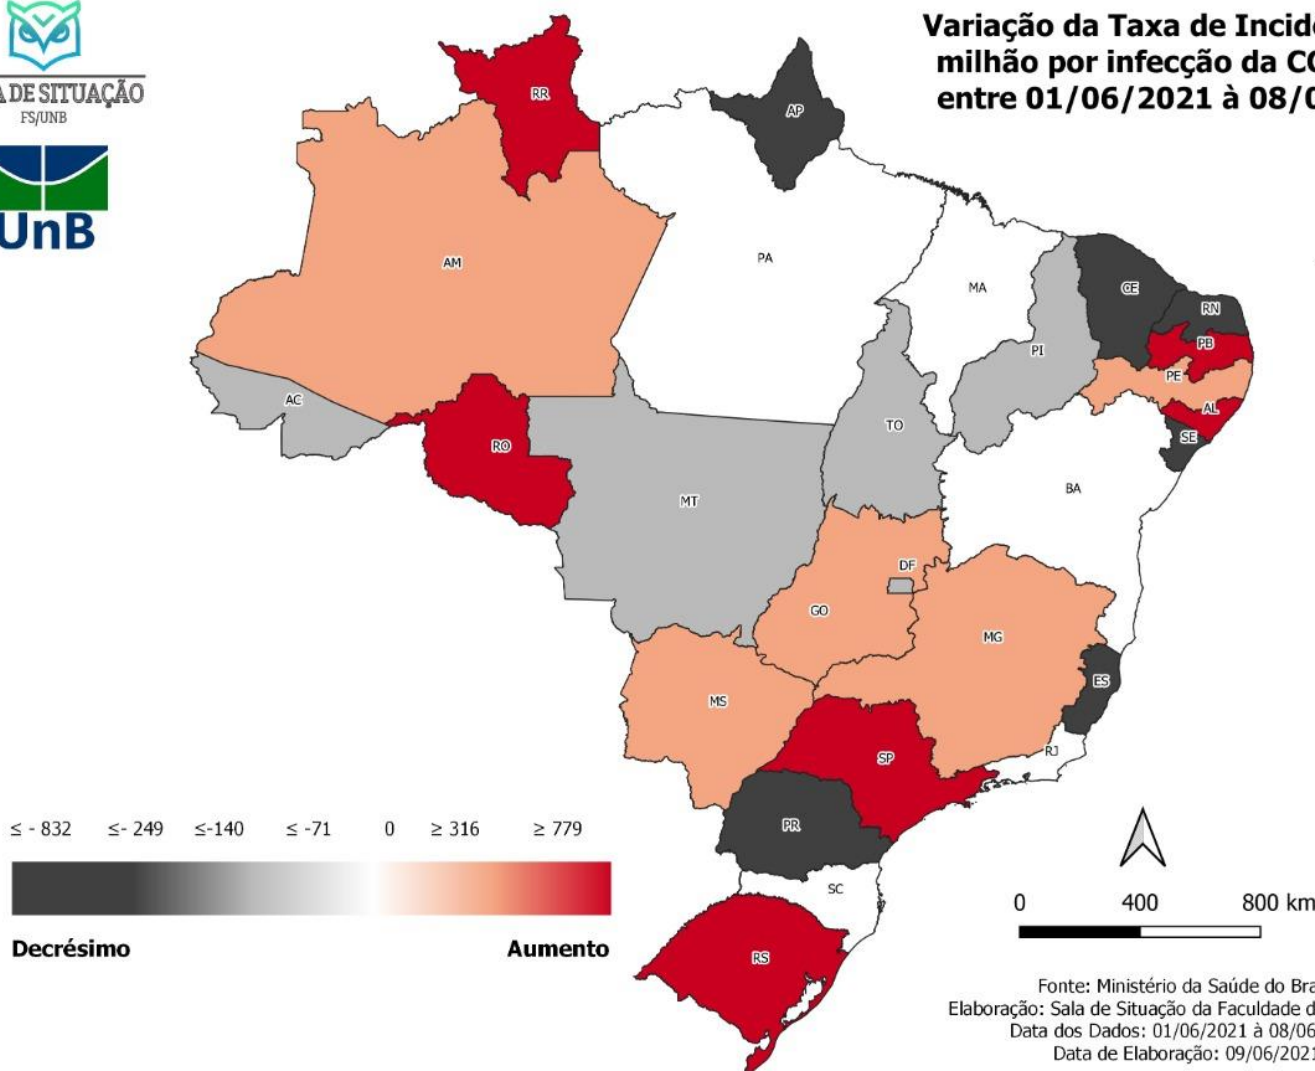 A DE SITUAÇÃO
FS/UNB
UnB
Variação da Taxa de Incid
milhão por infecção da C
entre 01/06/2021 à 08/0
RR
AP
AM
PA
MA
CE
RN
PB
PI
PE
AL
SE
AC
TO
RO
BA
MT
DF
GO
MG
ES
MS
RJ
SP
PR
SC
RS
≤ - 832 ≤- 249 ≤-140 ≤ -71 0 ≥ 316 ≥ 779
Decrésimo Aumento
0 400 800 km
Fonte: Ministério da Saúde do Bra
Elaboração: Sala de Situação da Faculdade d
Data dos Dados: 01/06/2021 à 08/06
Data de Elaboração: 09/06/2021